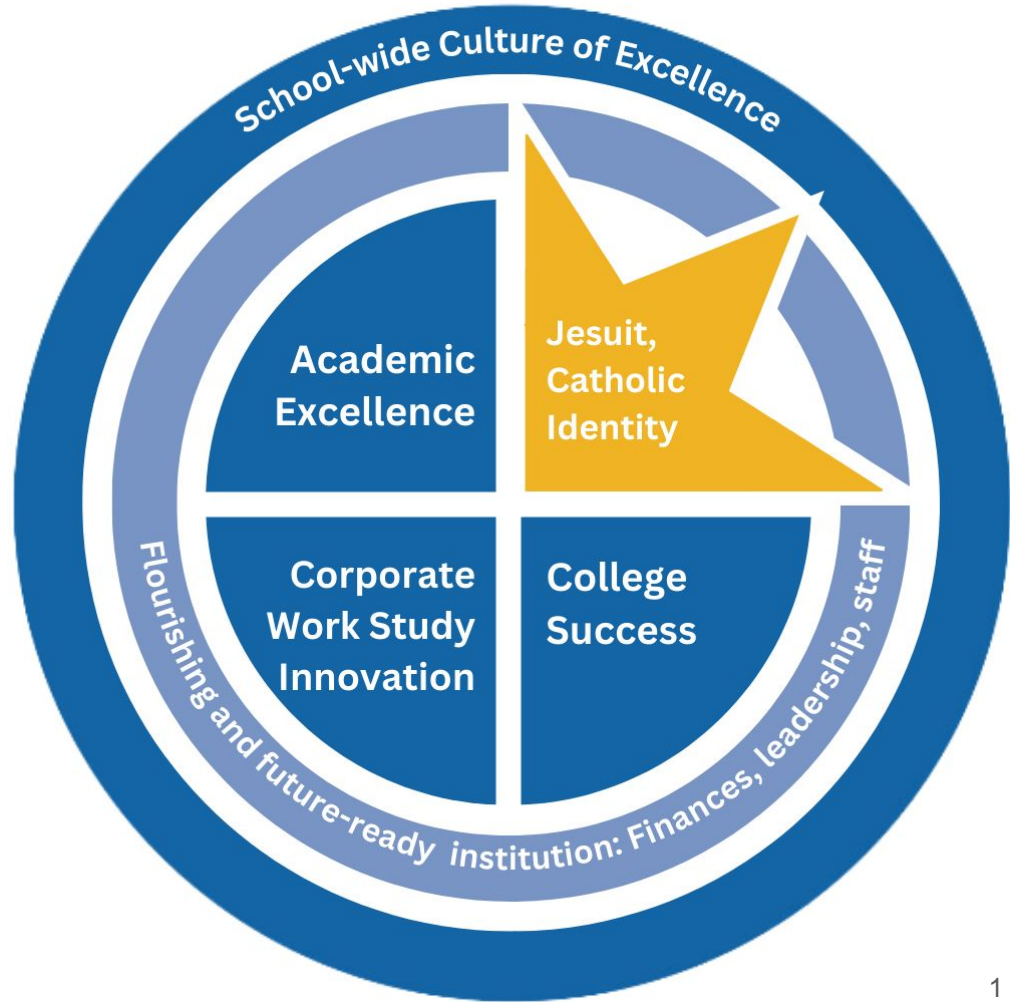 School-wide Culture of Excellence
Academic
Excellence
Jesuit,
Catholic
Identity
Corporate
Work Study
Innovation
College
Success
Flourishing and future-ready institution: Finances, leadership, staff
1